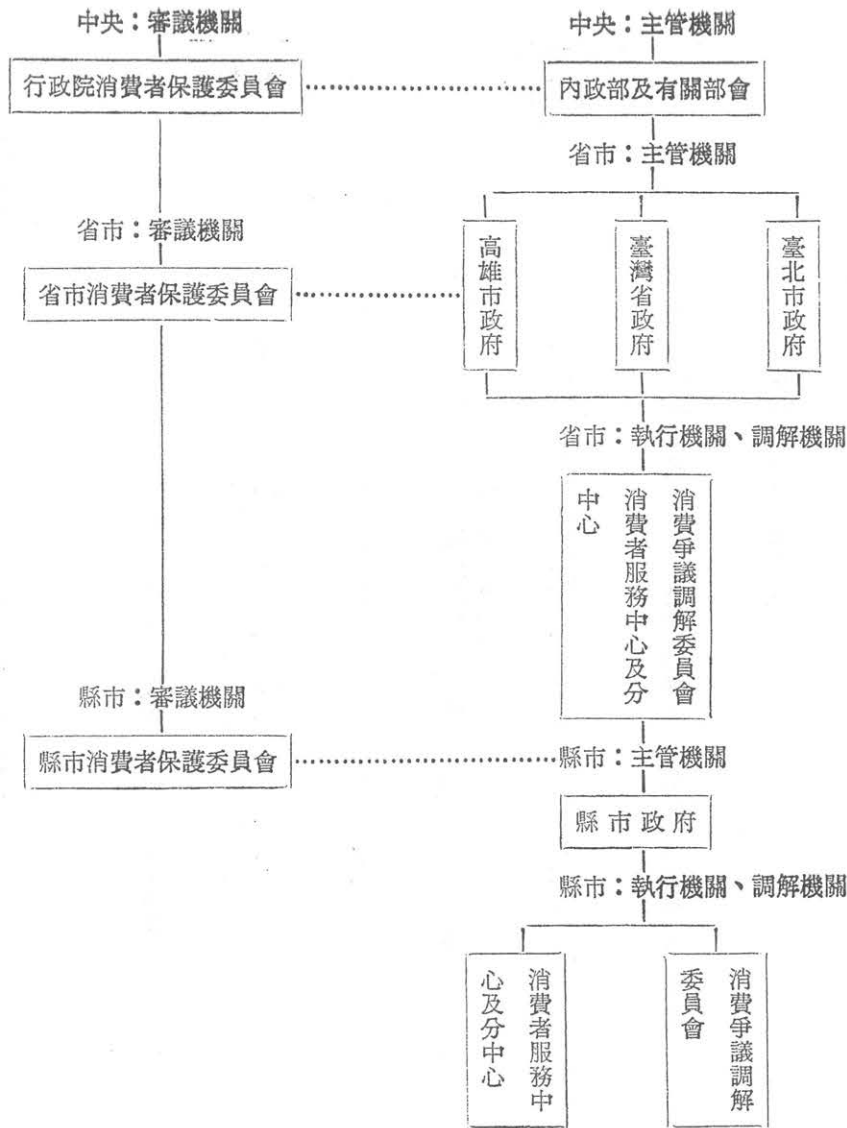 中央：審議機關
中央：主管機關
行政院消費者保護委員會
內政部及有關部會
省市：主管機關
省市：審議機關
省市消費者保護委員會
臺北市政府
臺灣省政府
高雄市政府
省市：執行機關、調解機關
消費爭議調解委員會
消費者服務中心及分
中心
縣市：審議機關
縣市消費者保護委員會
縣市：主管機關
縣市政府
縣市：執行機關、調解機關
消費爭議調解
委員會
消費者服務中
心及分中心